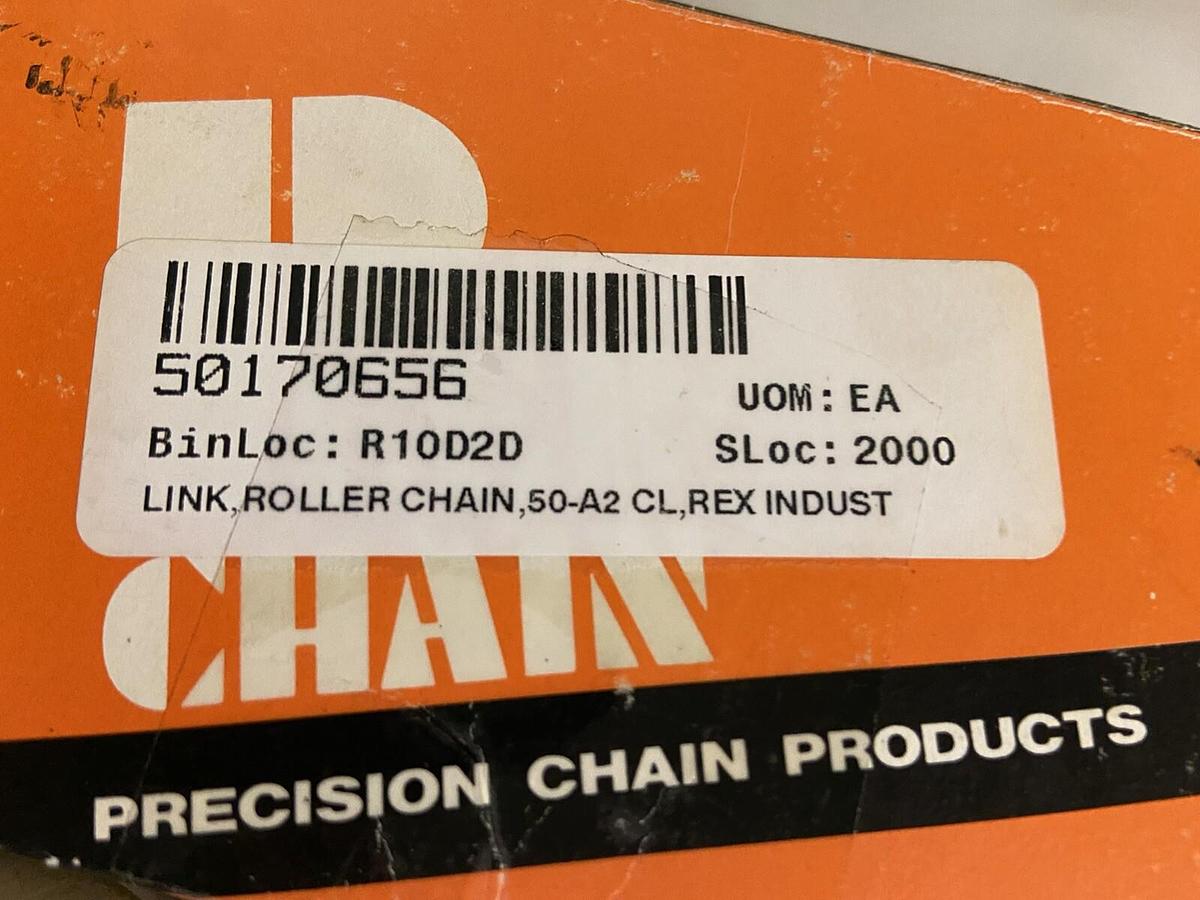 50170656
UOM: EA
BinLoc: R10D2D
SLoc: 2000
LINK,ROLLER CHAIN,50-A2 CL,REX INDUST
CHAIN
PRECISION CHAIN PRODUCTS